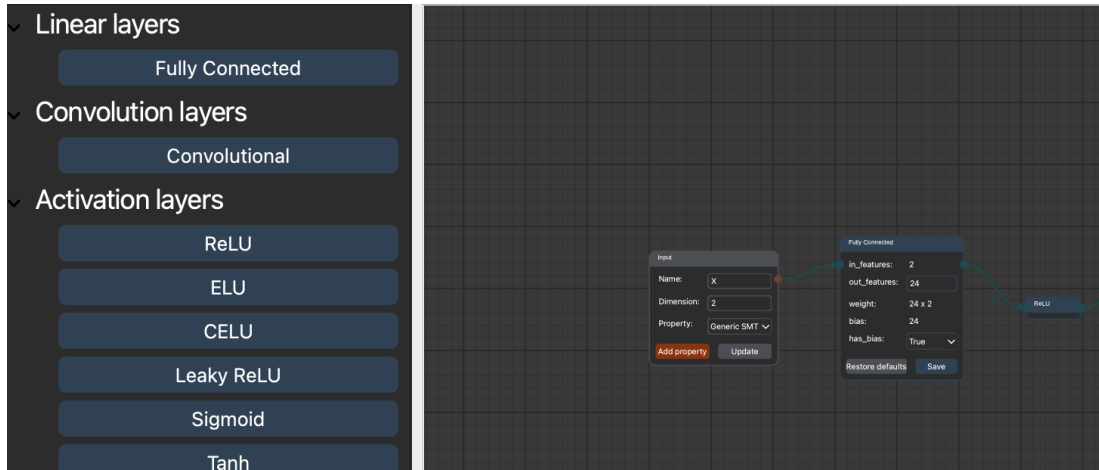 Linear layers
Fully Connected
Convolution layers
Convolutional
Activation layers
ReLU
ELU
CELU
Leaky ReLU
Sigmoid
Tanh
Input
Name: X
Dimension: 2
Property: Generic SMT
Add property Update
Fully Connected
in_features: 2
out_features: 24
weight: 24 x 2
bias: 24
has_bias: True
Restore defaults Save
ReLU